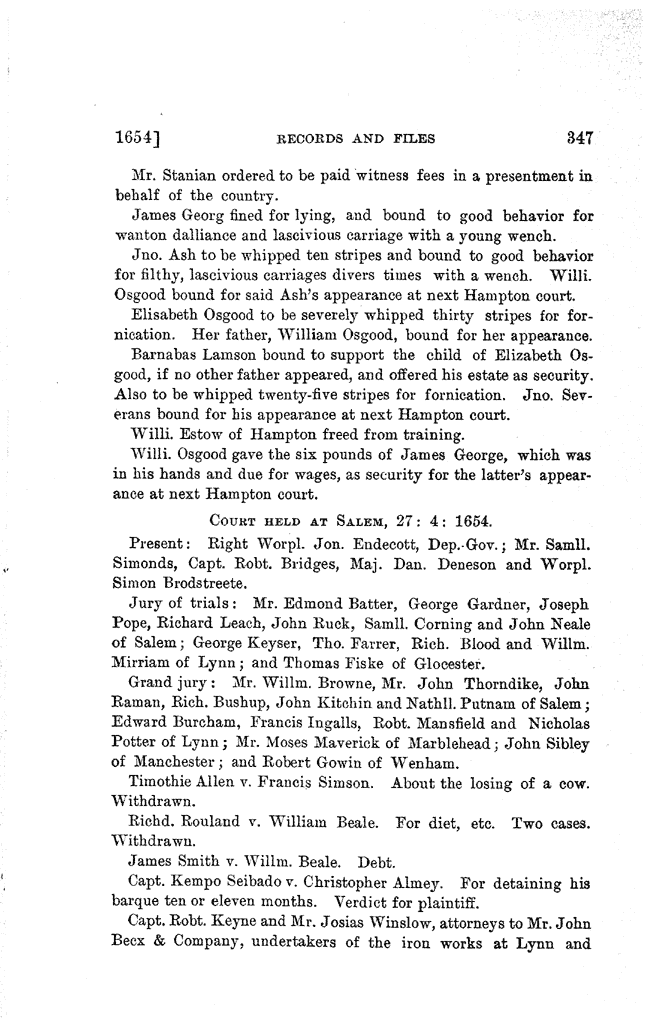 1654] RECORDS AND FILES 347
Mr. Stanian ordered to be paid witness fees in a presentment in
behalf of the country.
James Georg fined for lying, and bound to good behavior for
wanton dalliance and lascivious carriage with a young wench.
Jno. Ash to be whipped ten stripes and bound to good behavior
for filthy, lascivious carriages divers times with a wench. Willi.
Osgood bound for said Ash's appearance at next Hampton court.
Elisabeth Osgood to be severely whipped thirty stripes for for-
nication. Her father, William Osgood, bound for her appearance.
Barnabas Lamson bound to support the child of Elizabeth Os-
good, if no other father appeared, and offered his estate as security.
Also to be whipped twenty-five stripes for fornication. Jno. Sev-
erans bound for his appearance at next Hampton court.
Willi. Estow of Hampton freed from training.
Willi. Osgood gave the six pounds of James George, which was
in his hands and due for wages, as security for the latter's appear-
ance at next Hampton court.
COURT HELD AT SALEM, 27: 4: 1654.
Present: Right Worpl. Jon. Endecott, Dep.-Gov.; Mr. Samll.
Simonds, Capt. Robt. Bridges, Maj. Dan. Deneson and Worpl.
Simon Brodstreete.
Jury of trials: Mr. Edmond Batter, George Gardner, Joseph
Pope, Richard Leach, John Ruck, Samll. Corning and John Neale
of Salem; George Keyser, Tho. Farrer, Rich. Blood and Willm.
Mirriam of Lynn; and Thomas Fiske of Glocester.
Grand jury: Mr. Willm. Browne, Mr. John Thorndike, John
Raman, Rich. Bushup, John Kitchin and Nathll. Putnam of Salem;
Edward Burcham, Francis Ingalls, Robt. Mansfield and Nicholas
Potter of Lynn; Mr. Moses Maverick of Marblehead; John Sibley
of Manchester; and Robert Gowin of Wenham.
Timothie Allen v. Francis Simson. About the losing of a cow.
Withdrawn.
Richd. Rouland v. William Beale. For diet, etc. Two cases.
Withdrawn.
James Smith v. Willm. Beale. Debt.
Capt. Kempo Seibado v. Christopher Almey. For detaining his
barque ten or eleven months. Verdict for plaintiff.
Capt. Robt. Keyne and Mr. Josias Winslow, attorneys to Mr. John
Becx & Company, undertakers of the iron works at Lynn and